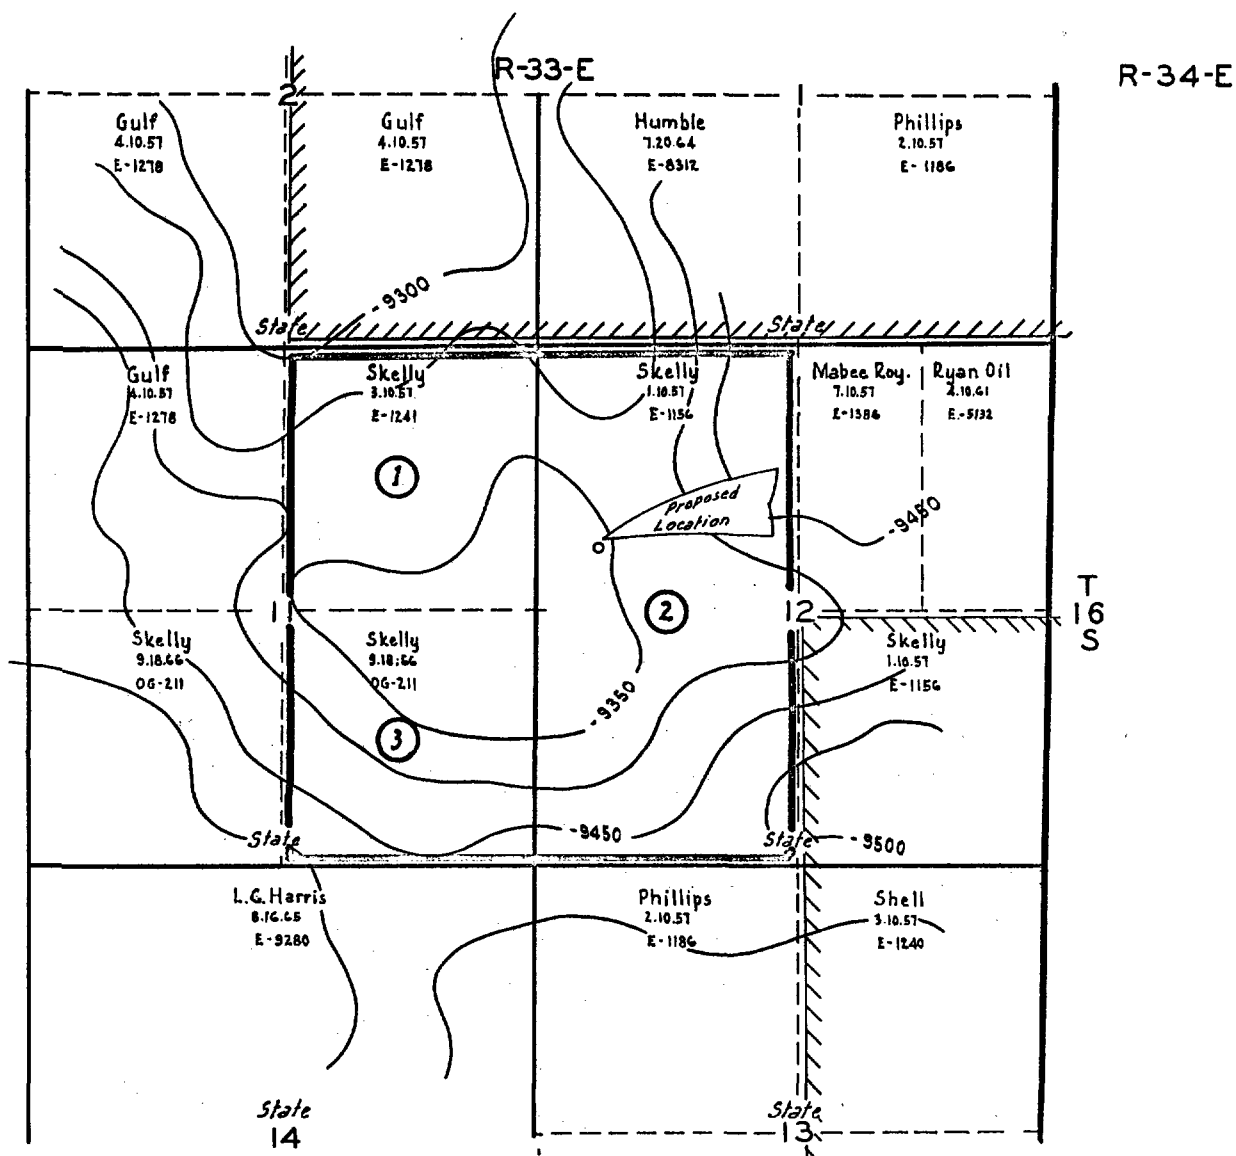 R-33-E
R-34-E
2
Gulf
4.10.57
E-1278
Gulf
4.10.57
E-1278
Humble
7.20.64
E-8312
Phillips
2.10.57
E-1186
-9300
State
State
Gulf
4.10.57
E-1278
Skelly
3.10.57
E-1241
Skelly
1.10.57
E-1156
Mabee Roy.
7.10.57
E-1386
Ryan Oil
4.10.61
E-5132
1
Proposed
Location
-9450
T
16
S
1
2
12
Skelly
9.18.66
OG-211
Skelly
9.18.66
OG-211
Skelly
1.10.57
E-1156
-9350
3
-9450
State
State
-9500
L.G. Harris
8.16.65
E-9280
Phillips
2.10.57
E-1186
Shell
3.10.57
E-1240
State
14
State
13